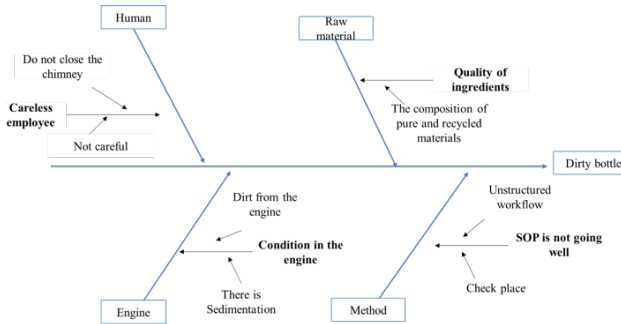 Human
Raw
material
Do not close the
chimney
Careless
employee
Not careful
Quality of
ingredients
The composition of
pure and recycled
materials
Dirty bottle
Dirt from the
engine
Condition in the
engine
There is
Sedimentation
Engine
Unstructured
workflow
SOP is not going
well
Check place
Method